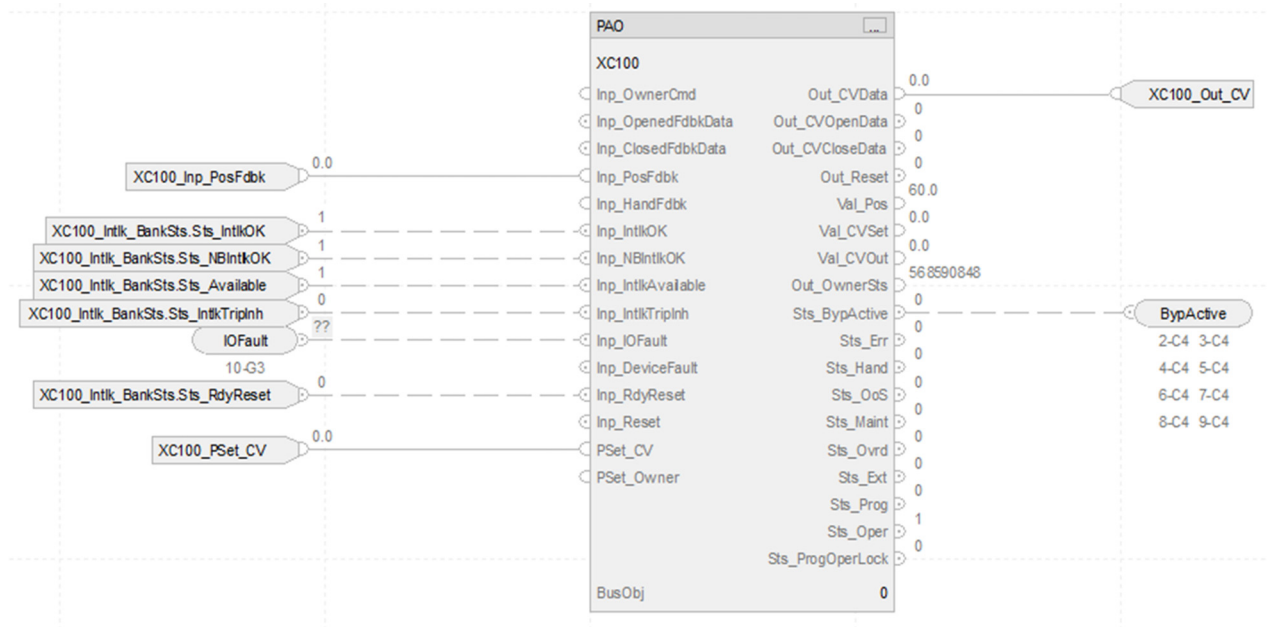 PAO ...
XC100
Inp_OwnerCmd Out_CVData 0.0 XC100_Out_CV
Inp_OpenedFdbkData Out_CVOpenData 0
Inp_ClosedFdbkData Out_CVCloseData 0
XC100_Inp_PosFdbk 0.0 Inp_PosFdbk Out_Reset 0
Inp_HandFdbk Val_Pos 60.0
XC100_Intlk_BankSts.Sts_IntlkOK 1 Inp_IntlkOK Val_CVSet 0.0
XC100_Intlk_BankSts.Sts_NBIntlkOK 1 Inp_NBIntlkOK Val_CVOut 0.0
XC100_Intlk_BankSts.Sts_Available 1 Inp_IntlkAvailable Out_OwnerSts 568590848
XC100_Intlk_BankSts.Sts_IntlkTripInh 0 Inp_IntlkTripInh Sts_BypActive 0 BypActive
IOFault ?? Inp_IOFault Sts_Err 0 2-C4 3-C4
10-G3 Inp_DeviceFault Sts_Hand 0 4-C4 5-C4
XC100_Intlk_BankSts.Sts_RdyReset 0 Inp_RdyReset Sts_OoS 0 6-C4 7-C4
Inp_Reset Sts_Maint 0 8-C4 9-C4
XC100_PSet_CV 0.0 PSet_CV Sts_Ovrd 0
PSet_Owner Sts_Ext 0
Sts_Prog 0
Sts_Oper 1
Sts_ProgOperLock 0
BusObj 0